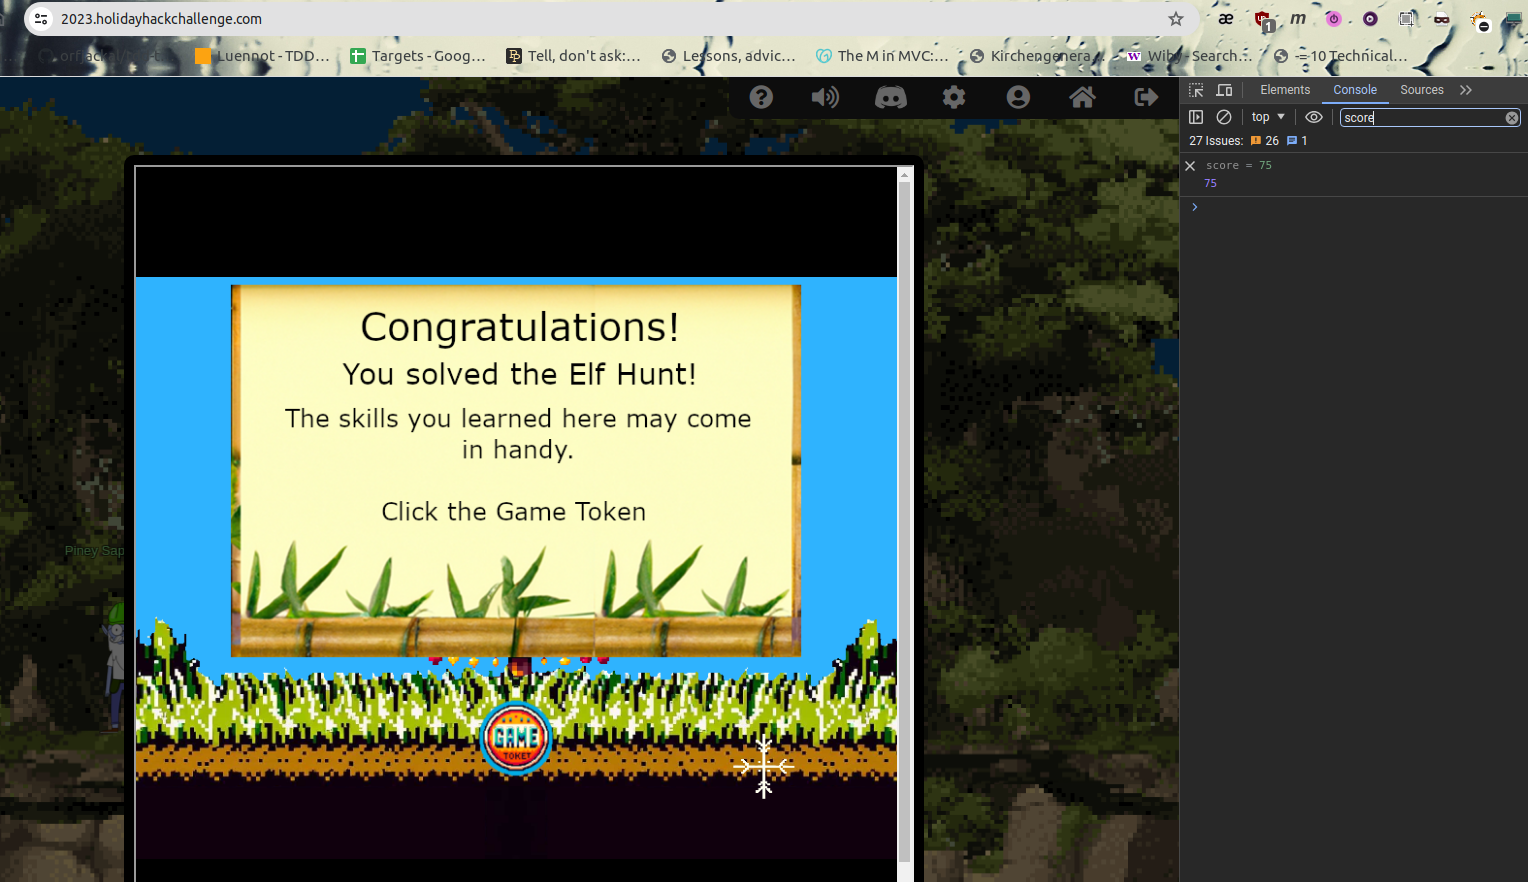 2023.holidayhackchallenge.com
æ
1
m
Luennot - TDD...
Targets - Goog...
Tell, don't ask:...
Lessons, advic...
The M in MVC:...
Kirchengenera...
W
Search...
10 Technical...
Elements
Console
Sources
top
score
27 Issues:
26
1
score = 75
75
Congratulations!
You solved the Elf Hunt!
The skills you learned here may come
in handy.
Click the Game Token
Piney Sap
GAME
TOKET